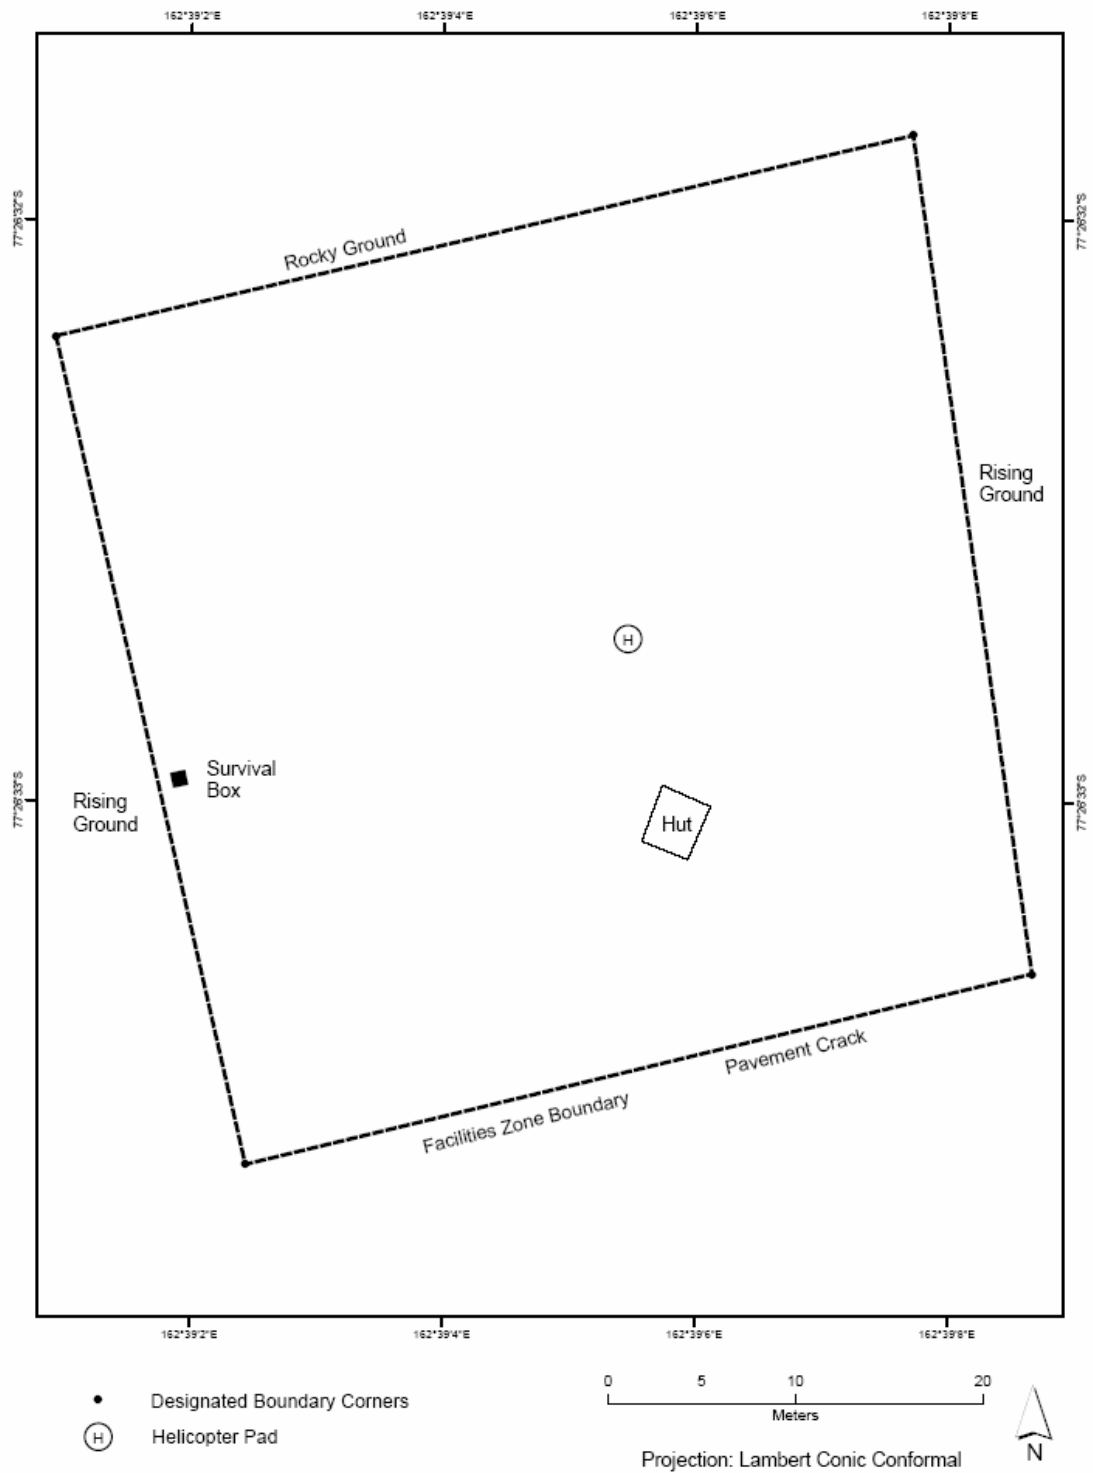 162°39'2"E
162°39'4"E
162°39'6"E
162°39'8"E
77°26'32"S
77°26'32"S
Rocky Ground
Rising
Ground
H
Survival
Box
Rising
Ground
77°26'33"S
77°26'33"S
Hut
Pavement Crack
Facilities Zone Boundary
162°39'2"E
162°39'4"E
162°39'6"E
162°39'8"E
Designated Boundary Corners
H
Helicopter Pad
0 5 10 20
Meters
Projection: Lambert Conic Conformal
N